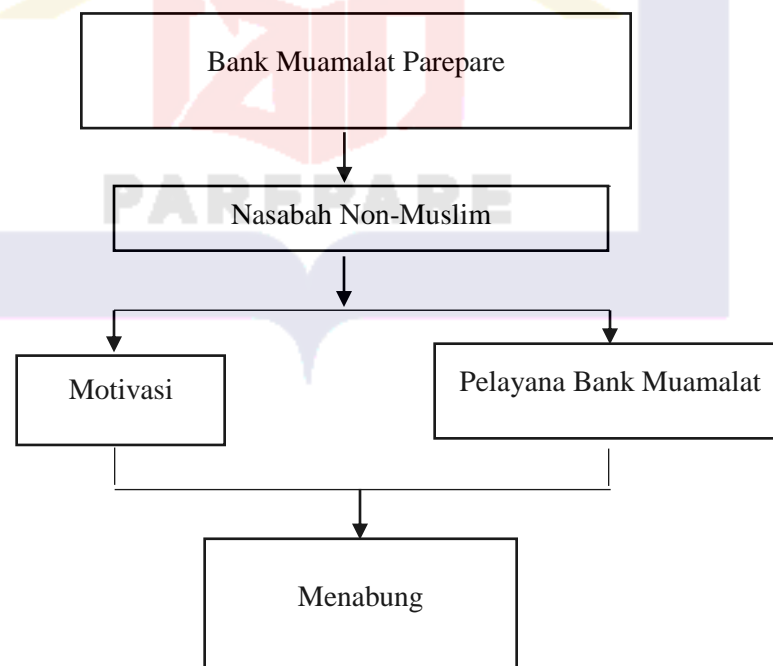 Bank Muamalat Parepare
PAREPARE
Nasabah Non-Muslim
Motivasi
Pelayana Bank Muamalat
Menabung